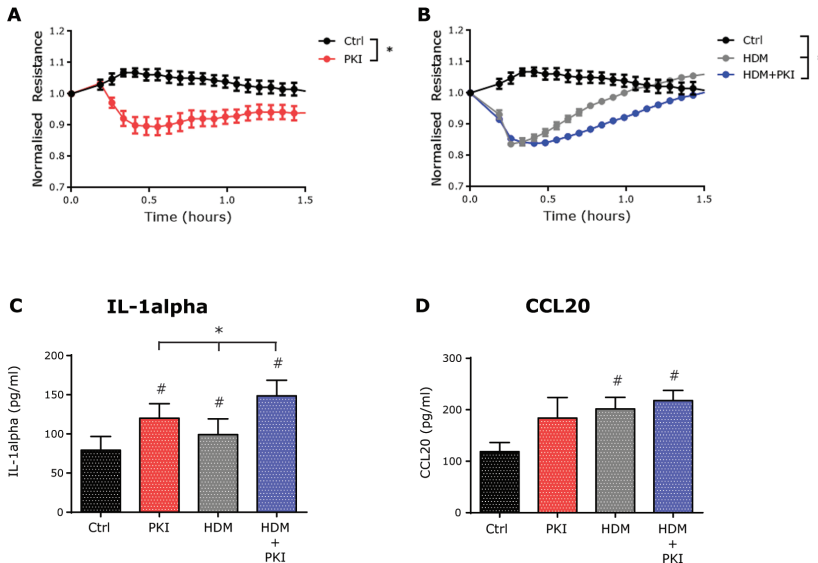 A
1.2
1.1
1.0
0.9
0.8
0.7
Normalised Resistance
0.0
0.5
1.0
1.5
Time (hours)
Ctrl
PKI
*
B
1.2
1.1
1.0
0.9
0.8
0.7
Normalised Resistance
0.0
0.5
1.0
1.5
Time (hours)
Ctrl
HDM
HDM+PKI
C
IL-1alpha
200
150
100
50
0
IL-1alpha (pg/ml)
*
#
#
#
Ctrl
PKI
HDM
HDM
+
PKI
D
CCL20
300
200
100
0
CCL20 (pg/ml)
#
#
Ctrl
PKI
HDM
HDM
+
PKI